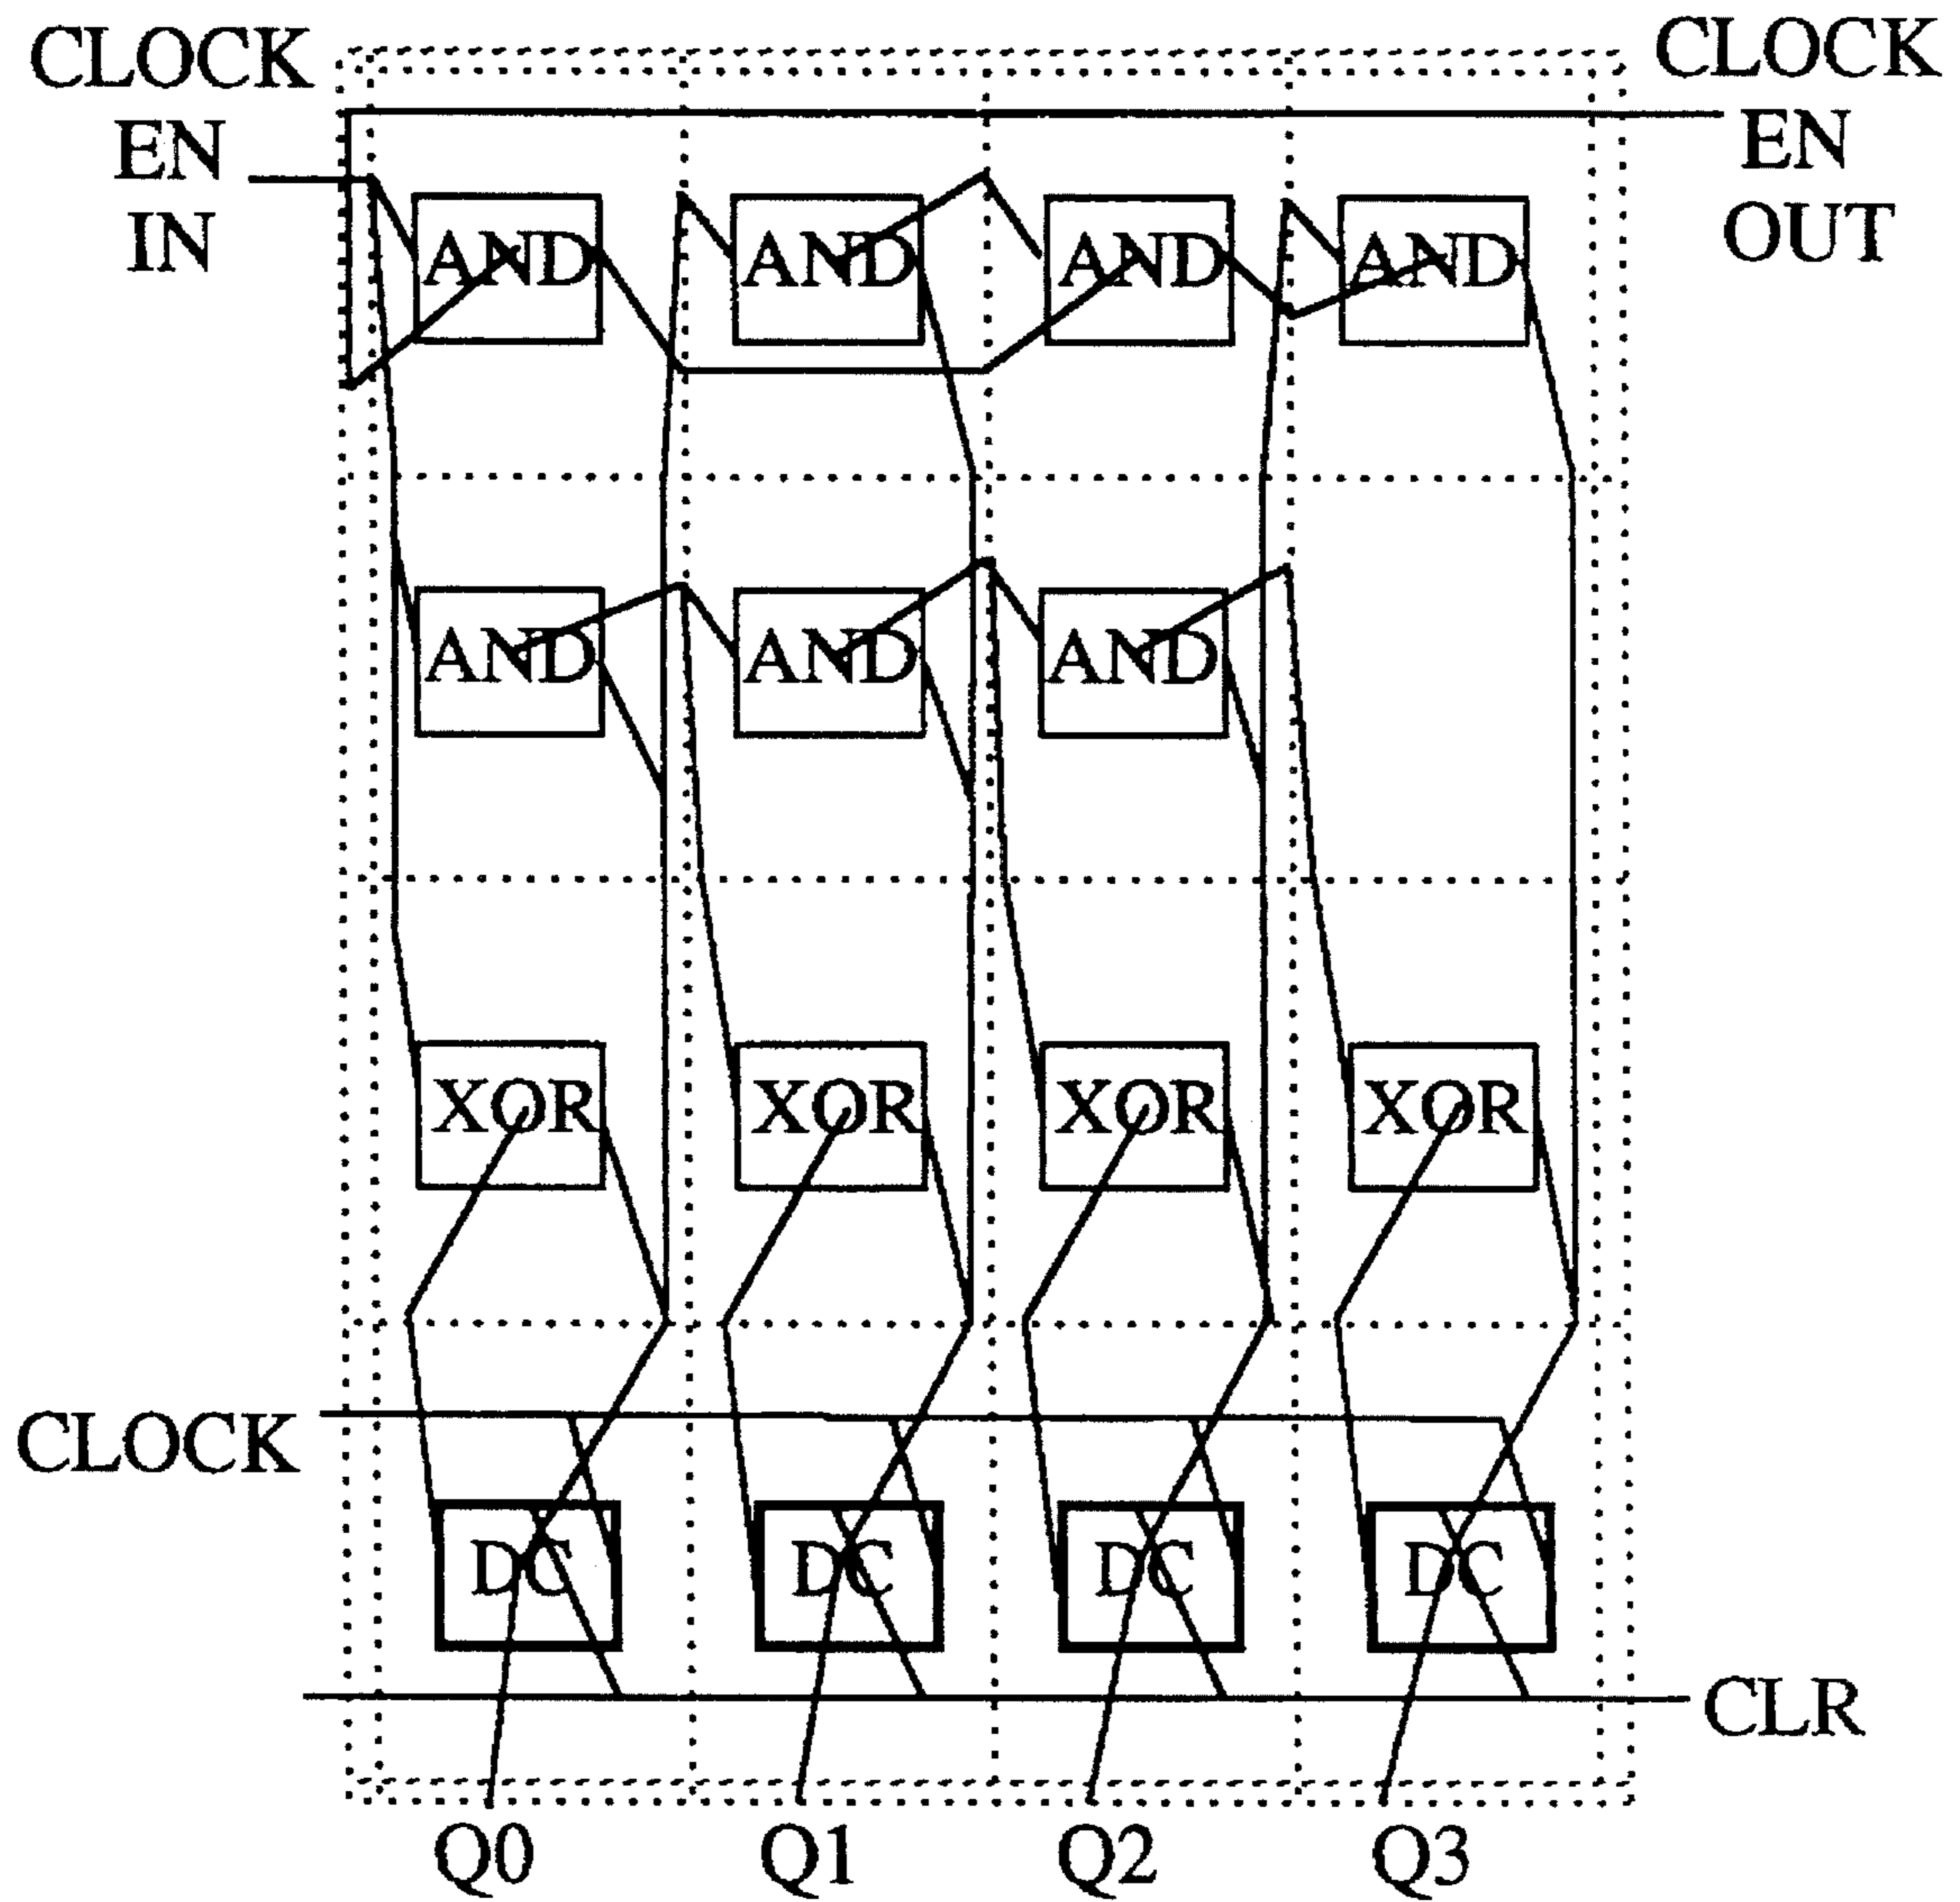 CLOCK
EN
IN
CLOCK
EN
OUT
AND AND AND AND
AND AND AND
XOR XOR XOR XOR
CLOCK
DC DC DC DC
CLR
Q0 Q1 Q2 Q3